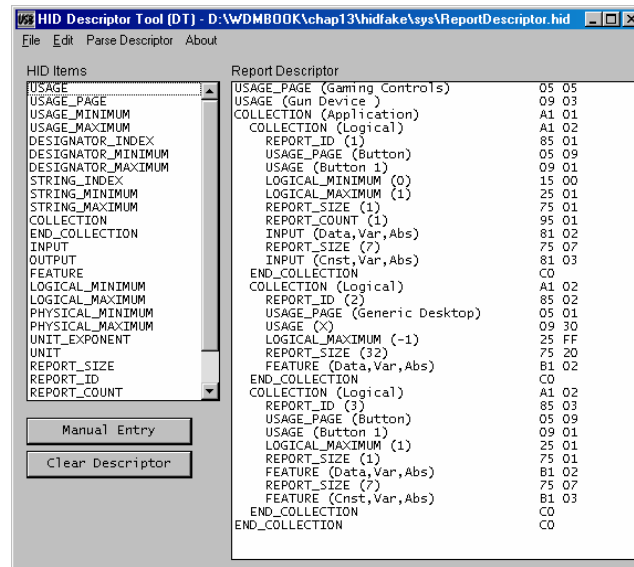 HID Descriptor Tool (DT) - D:\WDMBOOK\chap13\hidfake\sys\ReportDescriptor.hid
File Edit Parse Descriptor About
HID Items
USAGE
USAGE_PAGE
USAGE_MINIMUM
USAGE_MAXIMUM
DESIGNATOR_INDEX
DESIGNATOR_MINIMUM
DESIGNATOR_MAXIMUM
STRING_INDEX
STRING_MINIMUM
STRING_MAXIMUM
COLLECTION
END_COLLECTION
INPUT
OUTPUT
FEATURE
LOGICAL_MINIMUM
LOGICAL_MAXIMUM
PHYSICAL_MINIMUM
PHYSICAL_MAXIMUM
UNIT_EXPONENT
UNIT
REPORT_SIZE
REPORT_ID
REPORT_COUNT
Manual Entry
Clear Descriptor
Report Descriptor
USAGE_PAGE (Gaming Controls) 05 05
USAGE (Gun Device ) 09 03
COLLECTION (Application) A1 01
COLLECTION (Logical) A1 02
REPORT_ID (1) 85 01
USAGE_PAGE (Button) 05 09
USAGE (Button 1) 09 01
LOGICAL_MINIMUM (0) 15 00
LOGICAL_MAXIMUM (1) 25 01
REPORT_SIZE (1) 75 01
REPORT_COUNT (1) 95 01
INPUT (Data,Var,Abs) 81 02
REPORT_SIZE (7) 75 07
INPUT (Cnst,Var,Abs) 81 03
END_COLLECTION C0
COLLECTION (Logical) A1 02
REPORT_ID (2) 85 02
USAGE_PAGE (Generic Desktop) 05 01
USAGE (X) 09 30
LOGICAL_MAXIMUM (-1) 25 FF
REPORT_SIZE (32) 75 20
FEATURE (Data,Var,Abs) B1 02
END_COLLECTION C0
COLLECTION (Logical) A1 02
REPORT_ID (3) 85 03
USAGE_PAGE (Button) 05 09
USAGE (Button 1) 09 01
LOGICAL_MAXIMUM (1) 25 01
REPORT_SIZE (1) 75 01
FEATURE (Data,Var,Abs) B1 02
REPORT_SIZE (7) 75 07
FEATURE (Cnst,Var,Abs) B1 03
END_COLLECTION C0
END_COLLECTION C0